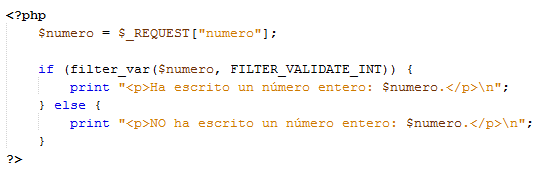 <?php
    $numero = $_REQUEST["numero"];

    if (filter_var($numero, FILTER_VALIDATE_INT)) {
        print "<p>Ha escrito un número entero: $numero.</p>\n";
    } else {
        print "<p>NO ha escrito un número entero: $numero.</p>\n";
    }
?>